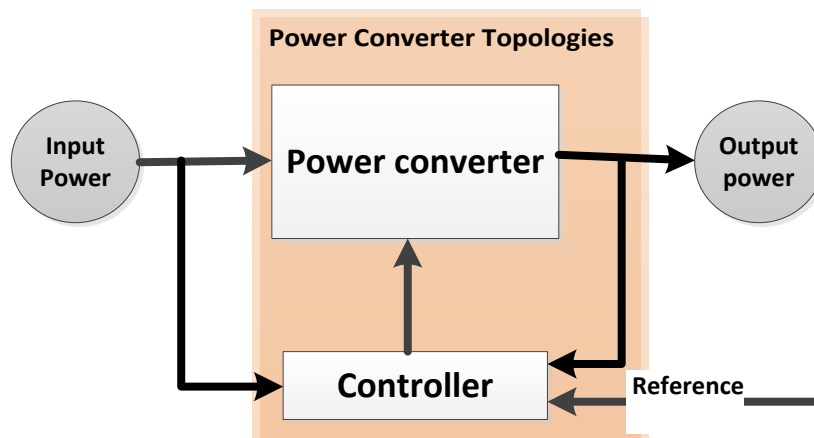 Power Converter Topologies
Input
Power
Power converter
Output
power
Controller
Reference